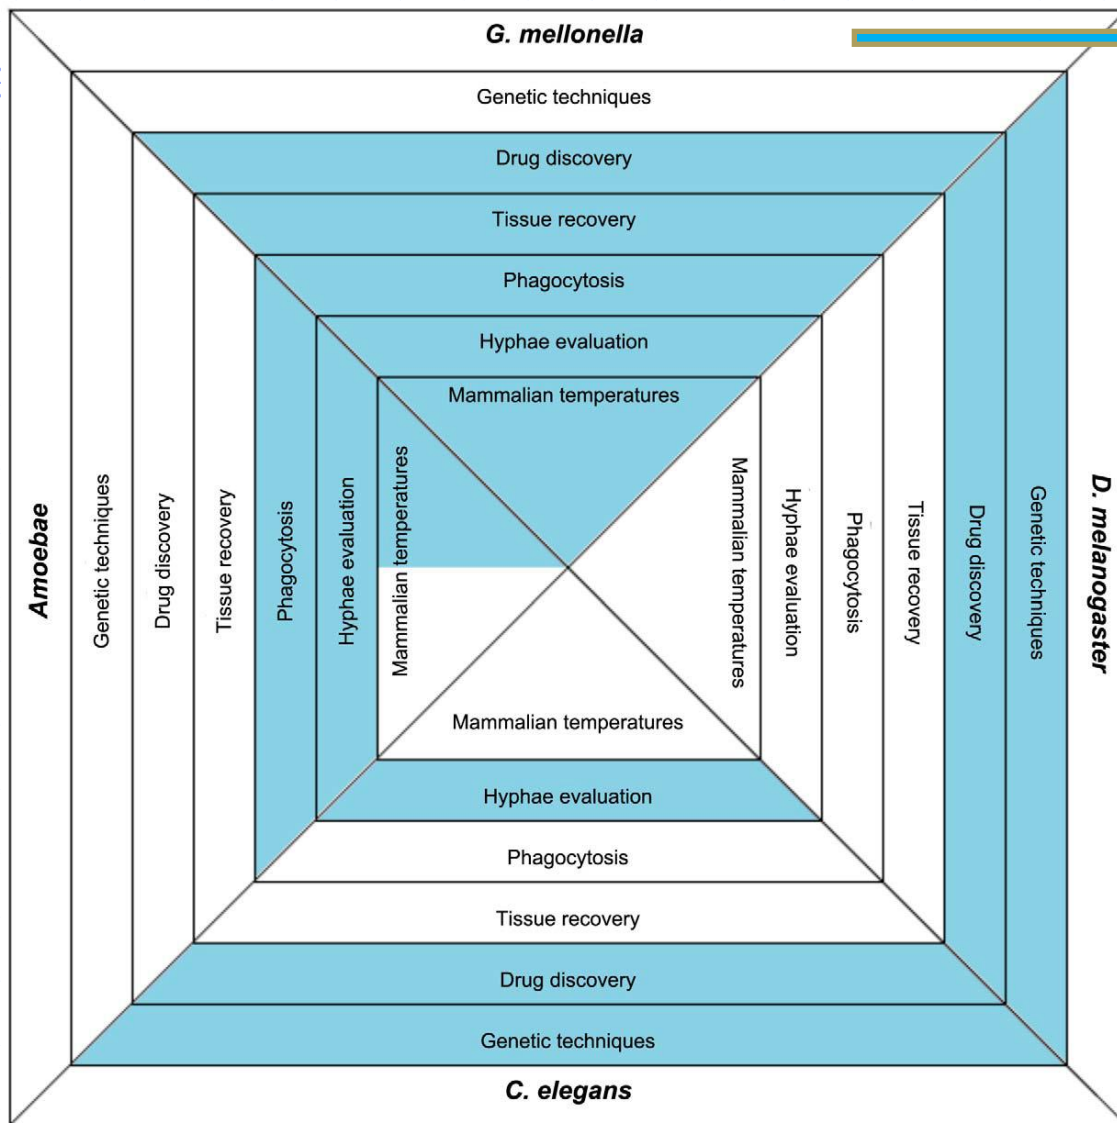 G. mellonella
Genetic techniques
Drug discovery
Tissue recovery
Phagocytosis
Hyphae evaluation
Mammalian temperatures
Amoebae
Genetic techniques
Drug discovery
Tissue recovery
Phagocytosis
Hyphae evaluation
Mammalian temperatures
Mammalian temperatures
Mammalian temperatures
Hyphae evaluation
Phagocytosis
Tissue recovery
Drug discovery
Genetic techniques
D. melanogaster
Mammalian temperatures
Hyphae evaluation
Phagocytosis
Tissue recovery
Drug discovery
Genetic techniques
C. elegans